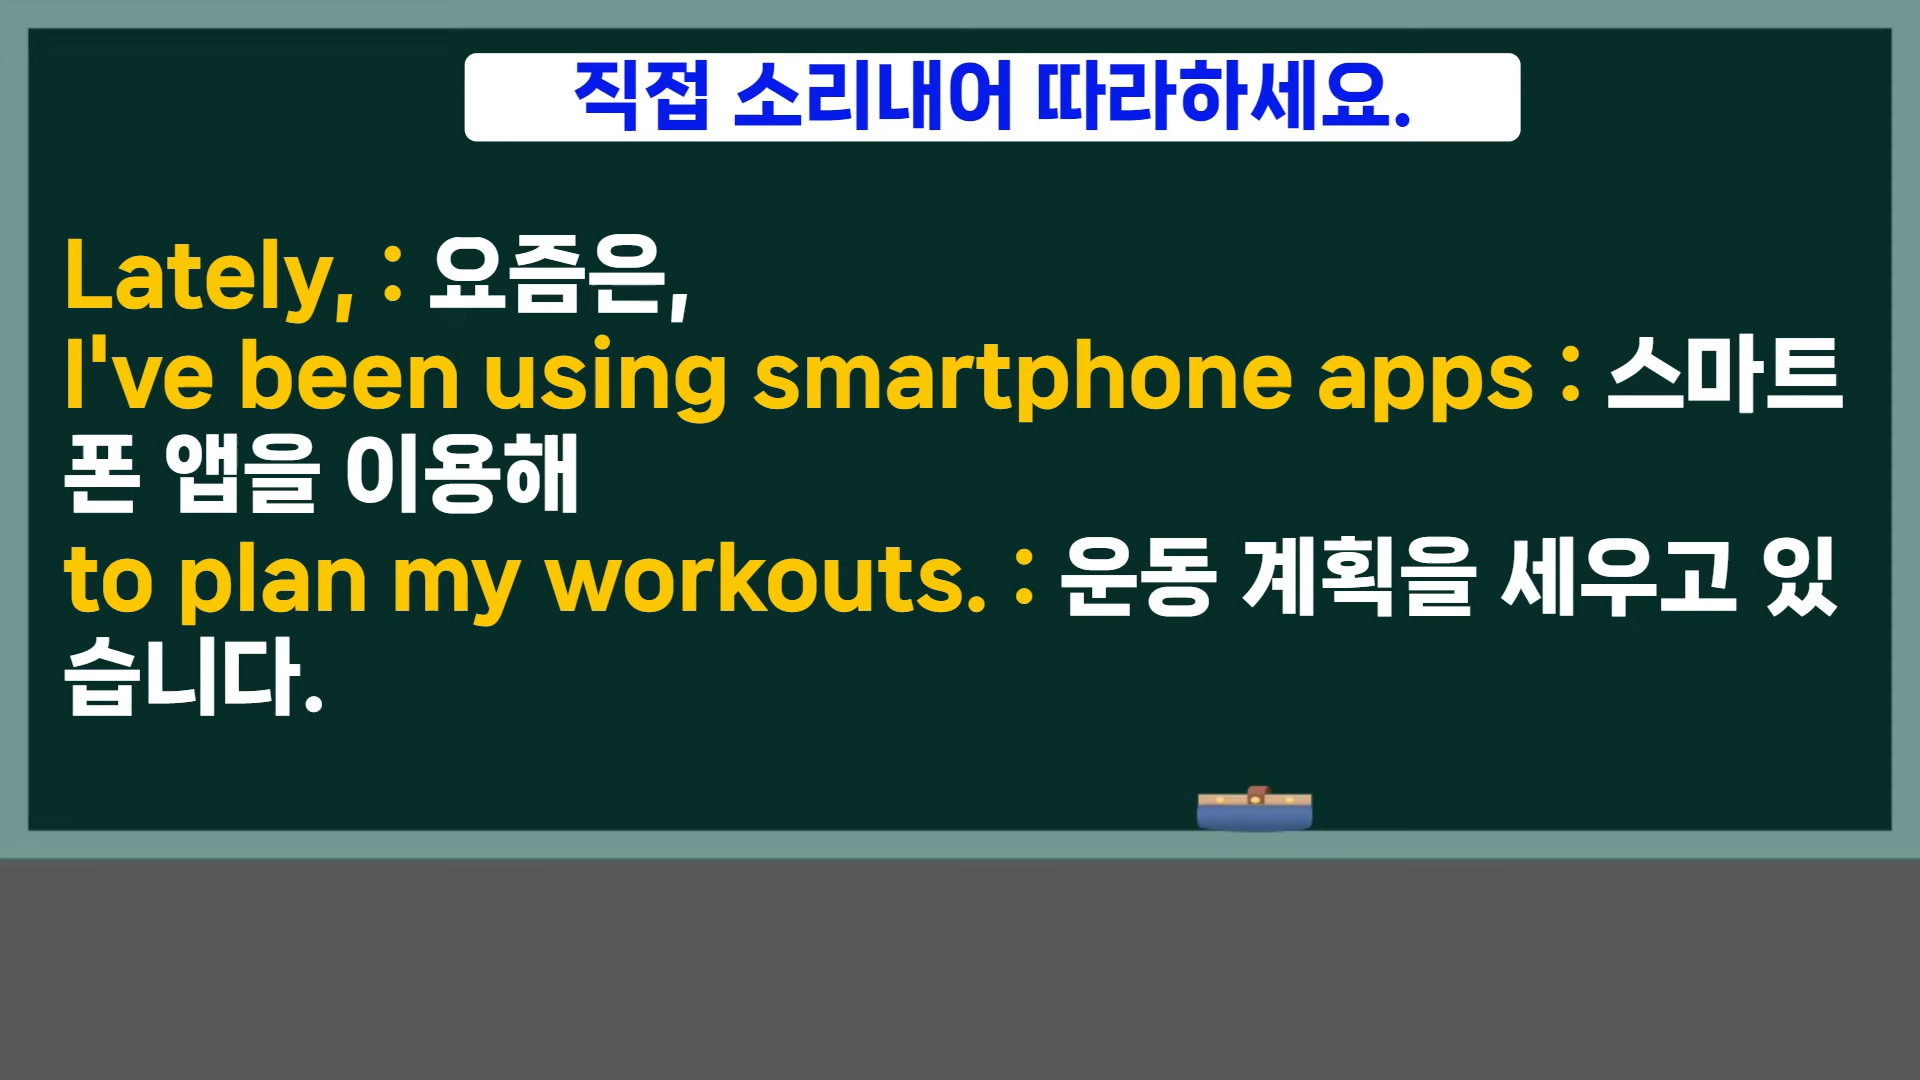 직접 소리내어 따라하세요.
Lately, : 요즘은,
I've been using smartphone apps : 스마트
폰 앱을 이용해
to plan my workouts. : 운동 계획을 세우고 있
습니다.